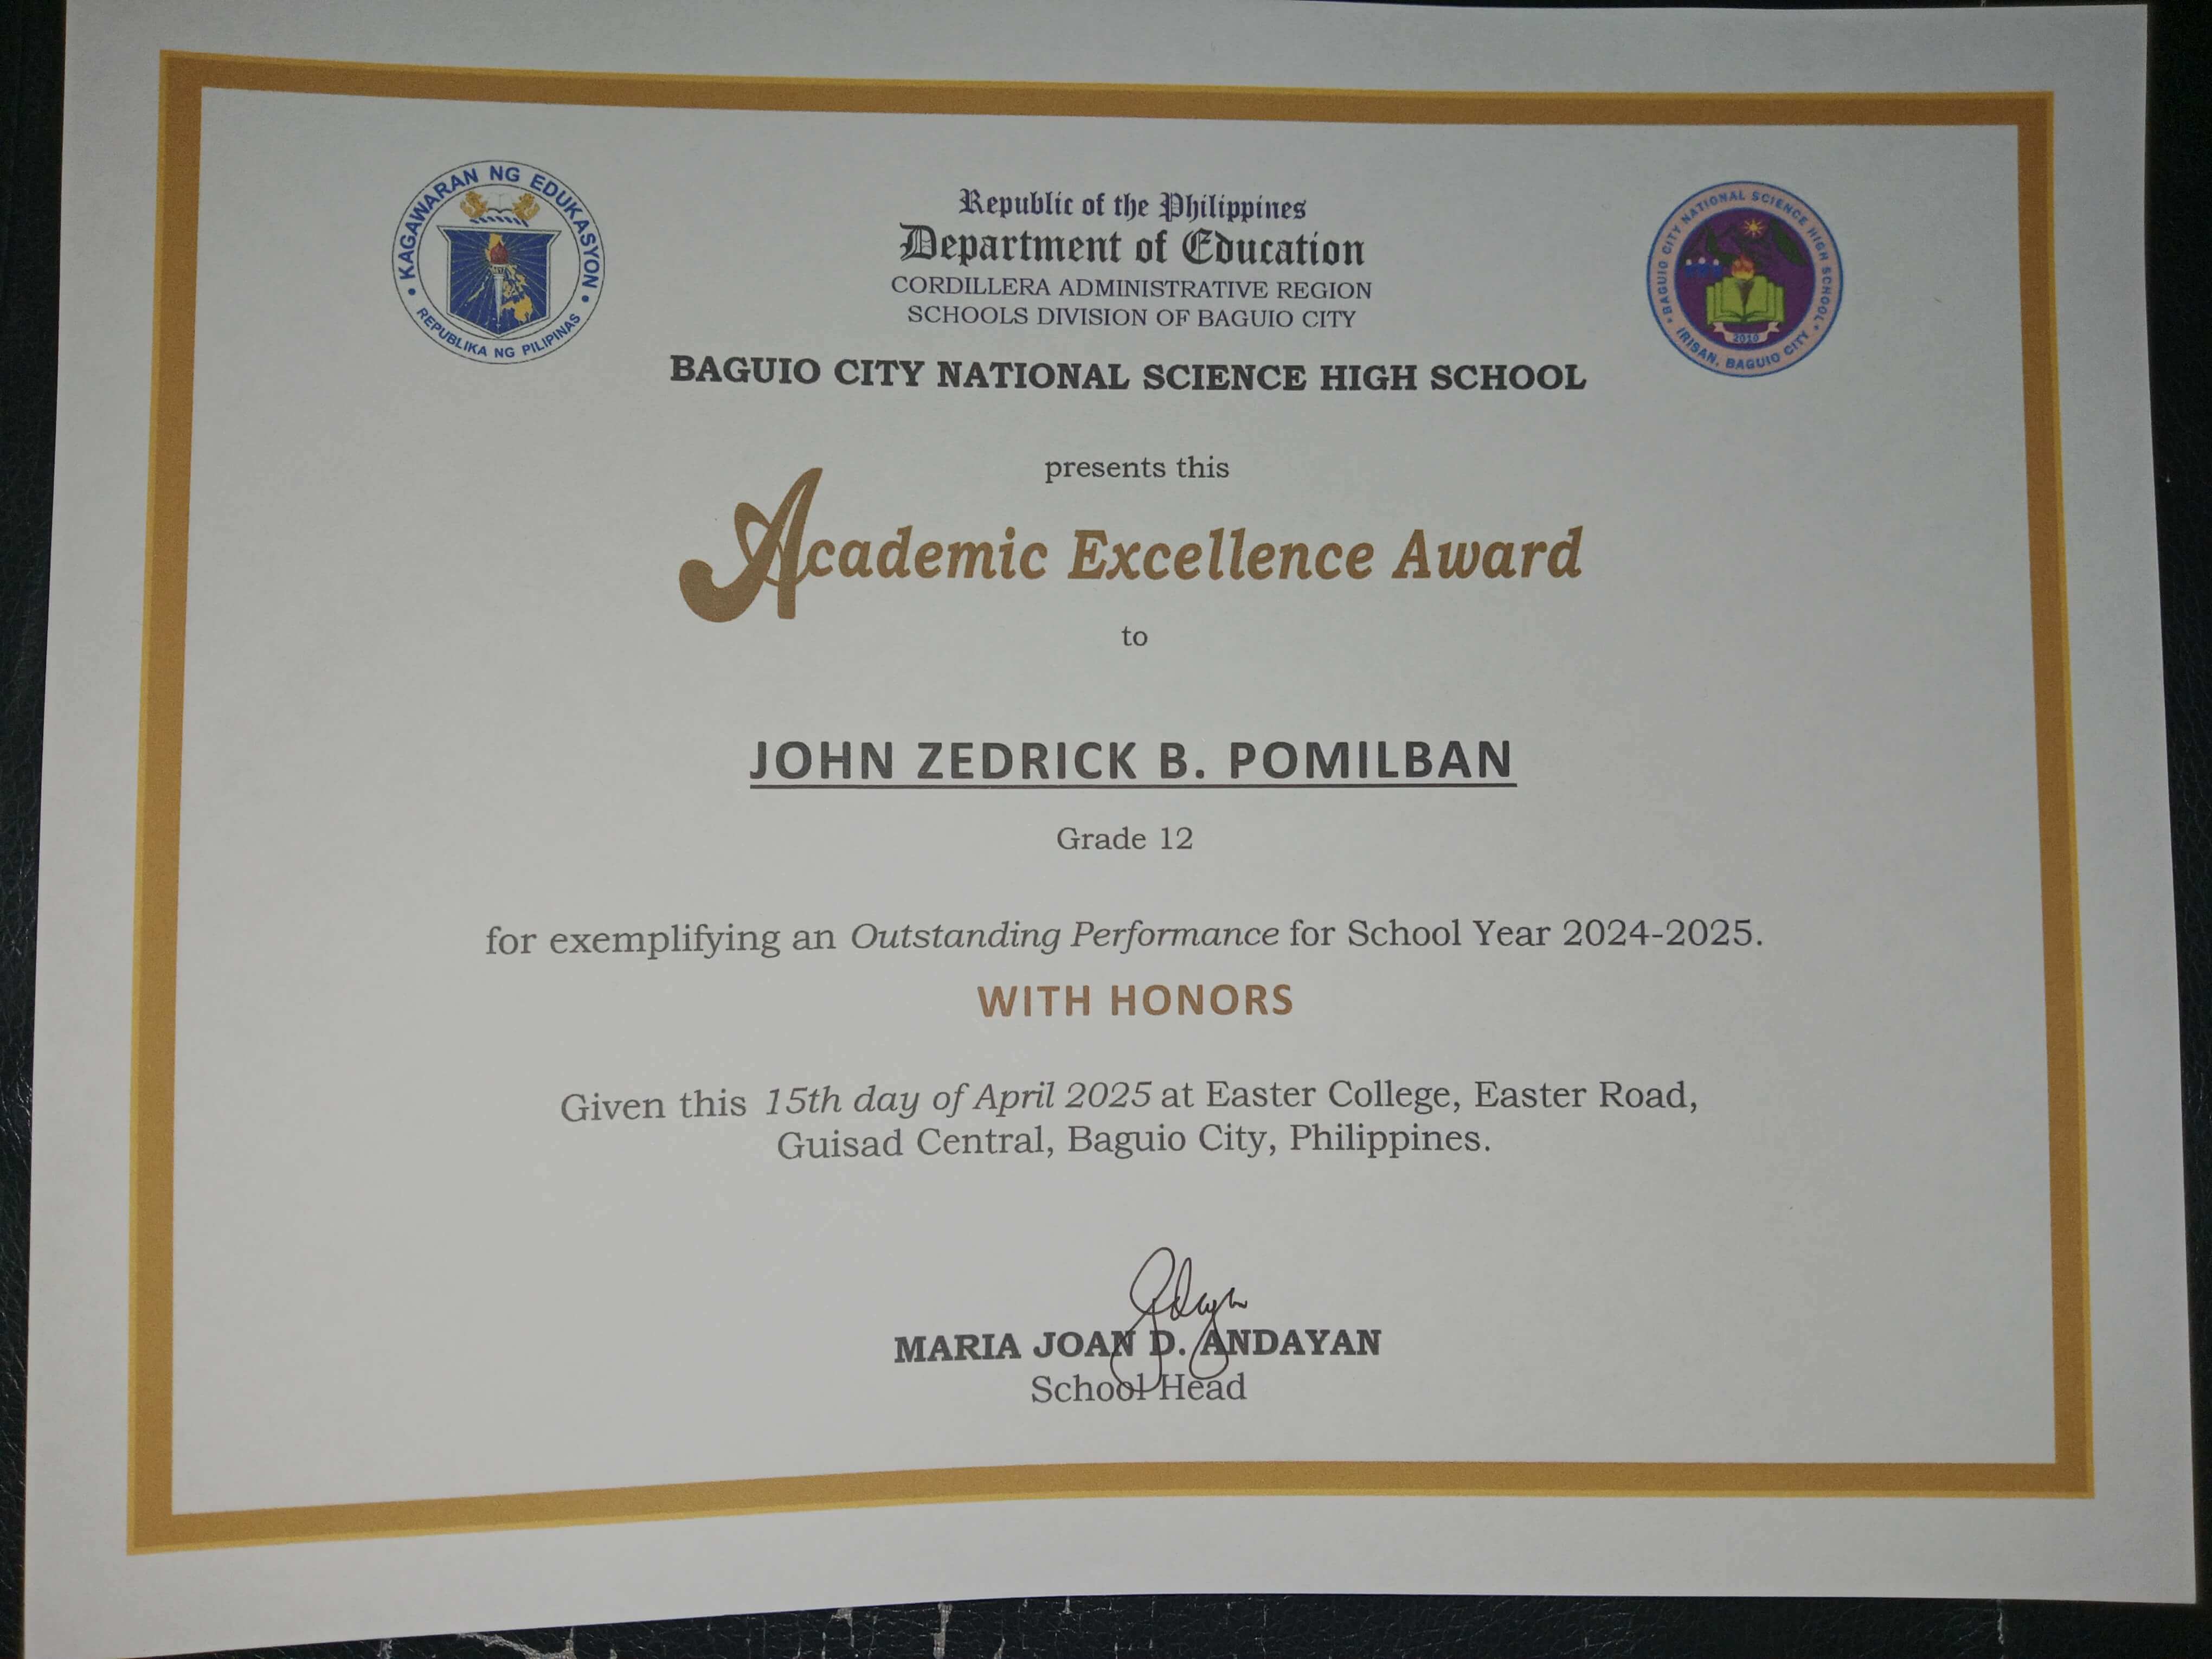 KAGAWARAN NG EDUKASYON
REPUBLIKA NG PILIPINAS
Republic of the Philippines
Department of Education
CORDILLERA ADMINISTRATIVE REGION
SCHOOLS DIVISION OF BAGUIO CITY
BAGUIO CITY NATIONAL SCIENCE HIGH SCHOOL
BAGUIO CITY NATIONAL SCIENCE HIGH SCHOOL
2010
IRISAN, BAGUIO CITY
presents this
Academic Excellence Award
to
JOHN ZEDRICK B. POMILBAN
Grade 12
for exemplifying an Outstanding Performance for School Year 2024-2025.
WITH HONORS
Given this 15th day of April 2025 at Easter College, Easter Road,
Guisad Central, Baguio City, Philippines.
MARIA JOAN D. ANDAYAN
School Head